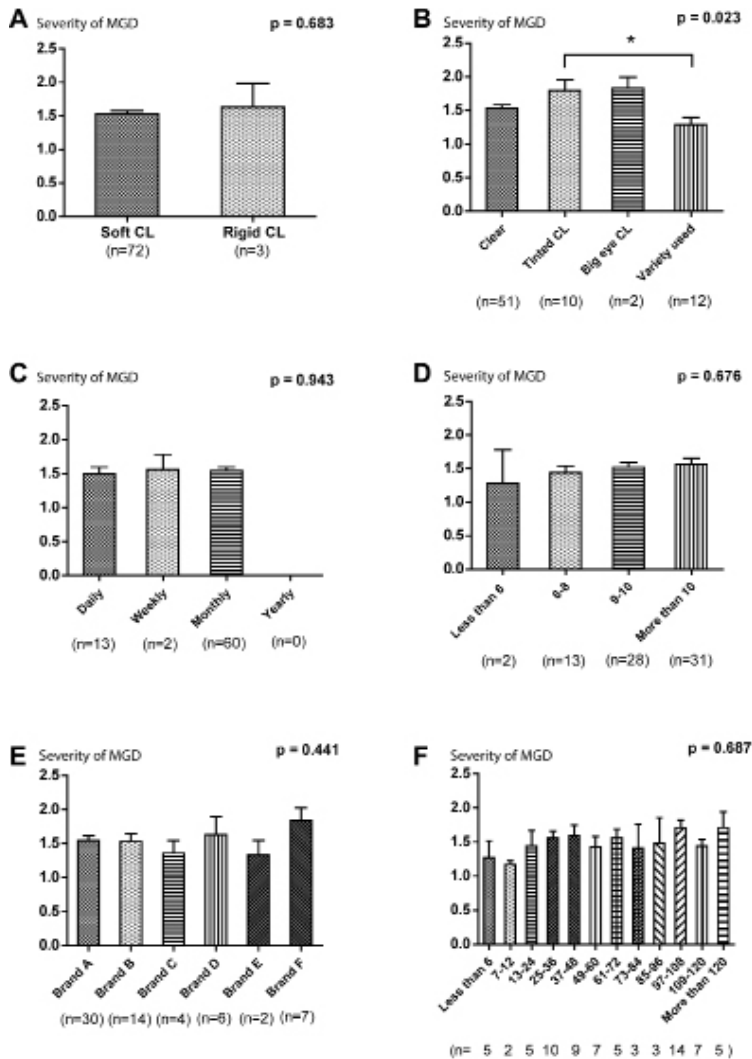 A Severity of MGD p = 0.683
2.5
2.0
1.5
1.0
0.5
0.0
Soft CL Rigid CL
(n=72) (n=3)
B Severity of MGD p = 0.023
*
2.5
2.0
1.5
1.0
0.5
0.0
Clear Tinted CL Big eye CL Variety used
(n=51) (n=10) (n=2) (n=12)
C Severity of MGD p = 0.943
2.5
2.0
1.5
1.0
0.5
0.0
Daily Weekly Monthly Yearly
(n=13) (n=2) (n=60) (n=0)
D Severity of MGD p = 0.676
2.5
2.0
1.5
1.0
0.5
0.0
Less than 6 6-8 9-10 More than 10
(n=2) (n=13) (n=28) (n=31)
E Severity of MGD p = 0.441
2.5
2.0
1.5
1.0
0.5
0.0
Brand A Brand B Brand C Brand D Brand E Brand F
(n=30) (n=14) (n=4) (n=6) (n=2) (n=7)
F Severity of MGD p = 0.687
2.5
2.0
1.5
1.0
0.5
0.0
Less than 6 7-12 13-24 25-36 37-48 49-60 61-72 73-84 85-96 97-108 109-120 More than 120
(n= 5 2 5 10 9 7 5 3 3 14 7 5 )